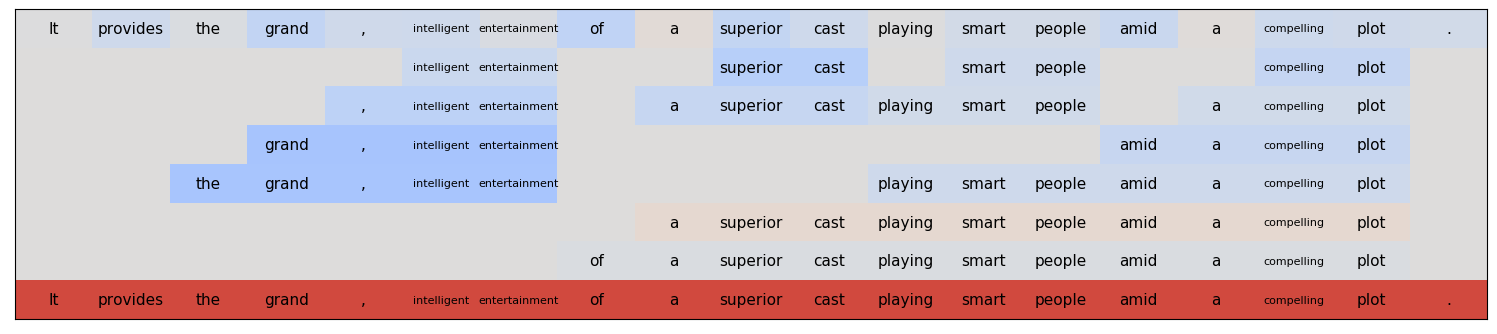 It provides the grand , intelligent entertainment of a superior cast playing smart people amid a compelling plot .
intelligent entertainment superior cast smart people compelling plot
, intelligent entertainment a superior cast playing smart people a compelling plot
grand , intelligent entertainment amid a compelling plot
the grand , intelligent entertainment playing smart people amid a compelling plot
a superior cast playing smart people amid a compelling plot
of a superior cast playing smart people amid a compelling plot
It provides the grand , intelligent entertainment of a superior cast playing smart people amid a compelling plot .